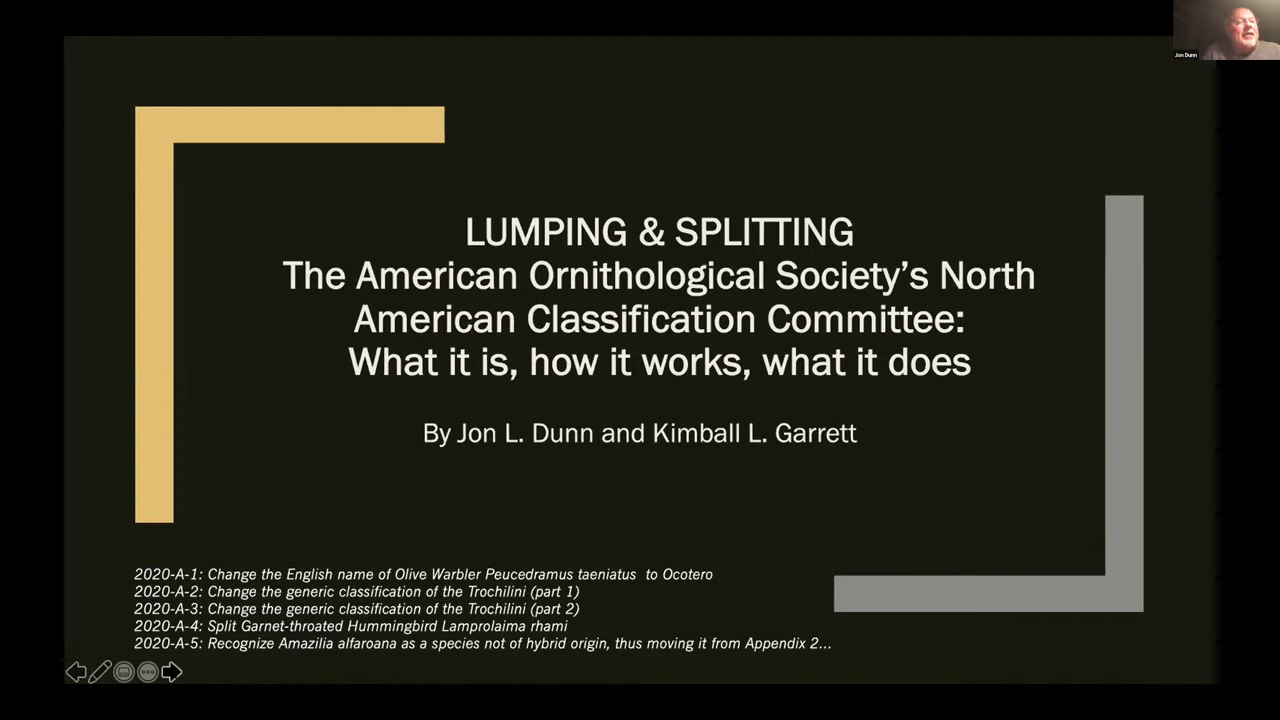 Jon Dunn
LUMPING & SPLITTING
The American Ornithological Society’s North
American Classification Committee:
What it is, how it works, what it does
By Jon L. Dunn and Kimball L. Garrett
2020-A-1: Change the English name of Olive Warbler Peucedramus taeniatus  to Ocotero
2020-A-2: Change the generic classification of the Trochilini (part 1)
2020-A-3: Change the generic classification of the Trochilini (part 2)
2020-A-4: Split Garnet-throated Hummingbird Lamprolaima rhami
2020-A-5: Recognize Amazilia alfaroana as a species not of hybrid origin, thus moving it from Appendix 2…